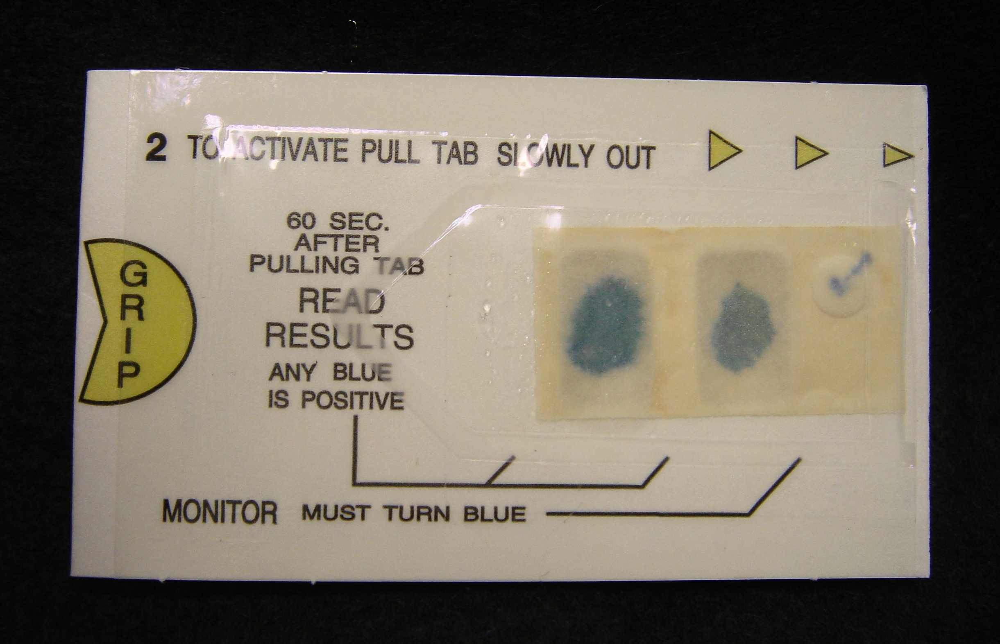 2 TO ACTIVATE PULL TAB SLOWLY OUT
60 SEC.
AFTER
PULLING TAB
READ
RESULTS
ANY BLUE
IS POSITIVE
GRIP
MONITOR MUST TURN BLUE